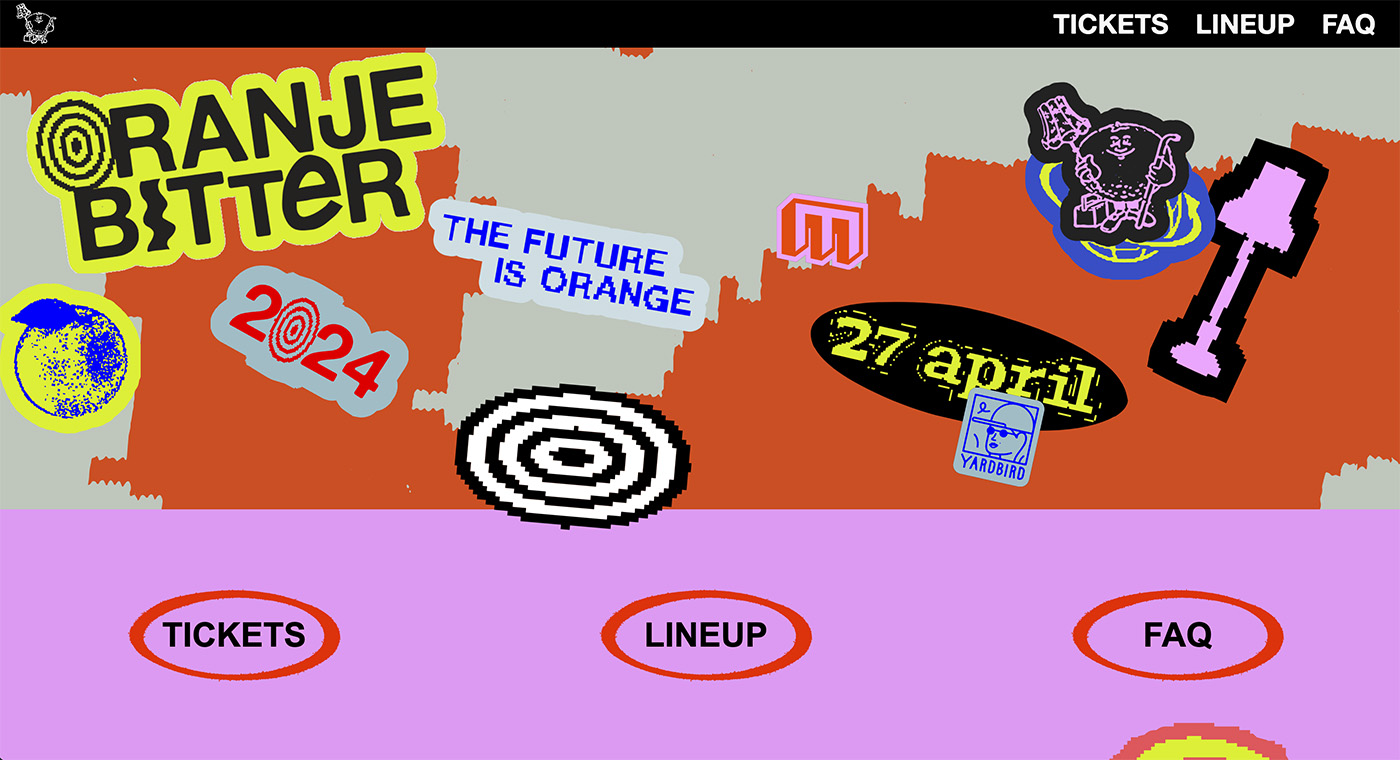 TICKETS LINEUP FAQ
ORANJE
BITTeR
THE FUTURE
IS ORANGE
2024
27 april
YARDBIRD
TICKETS LINEUP FAQ